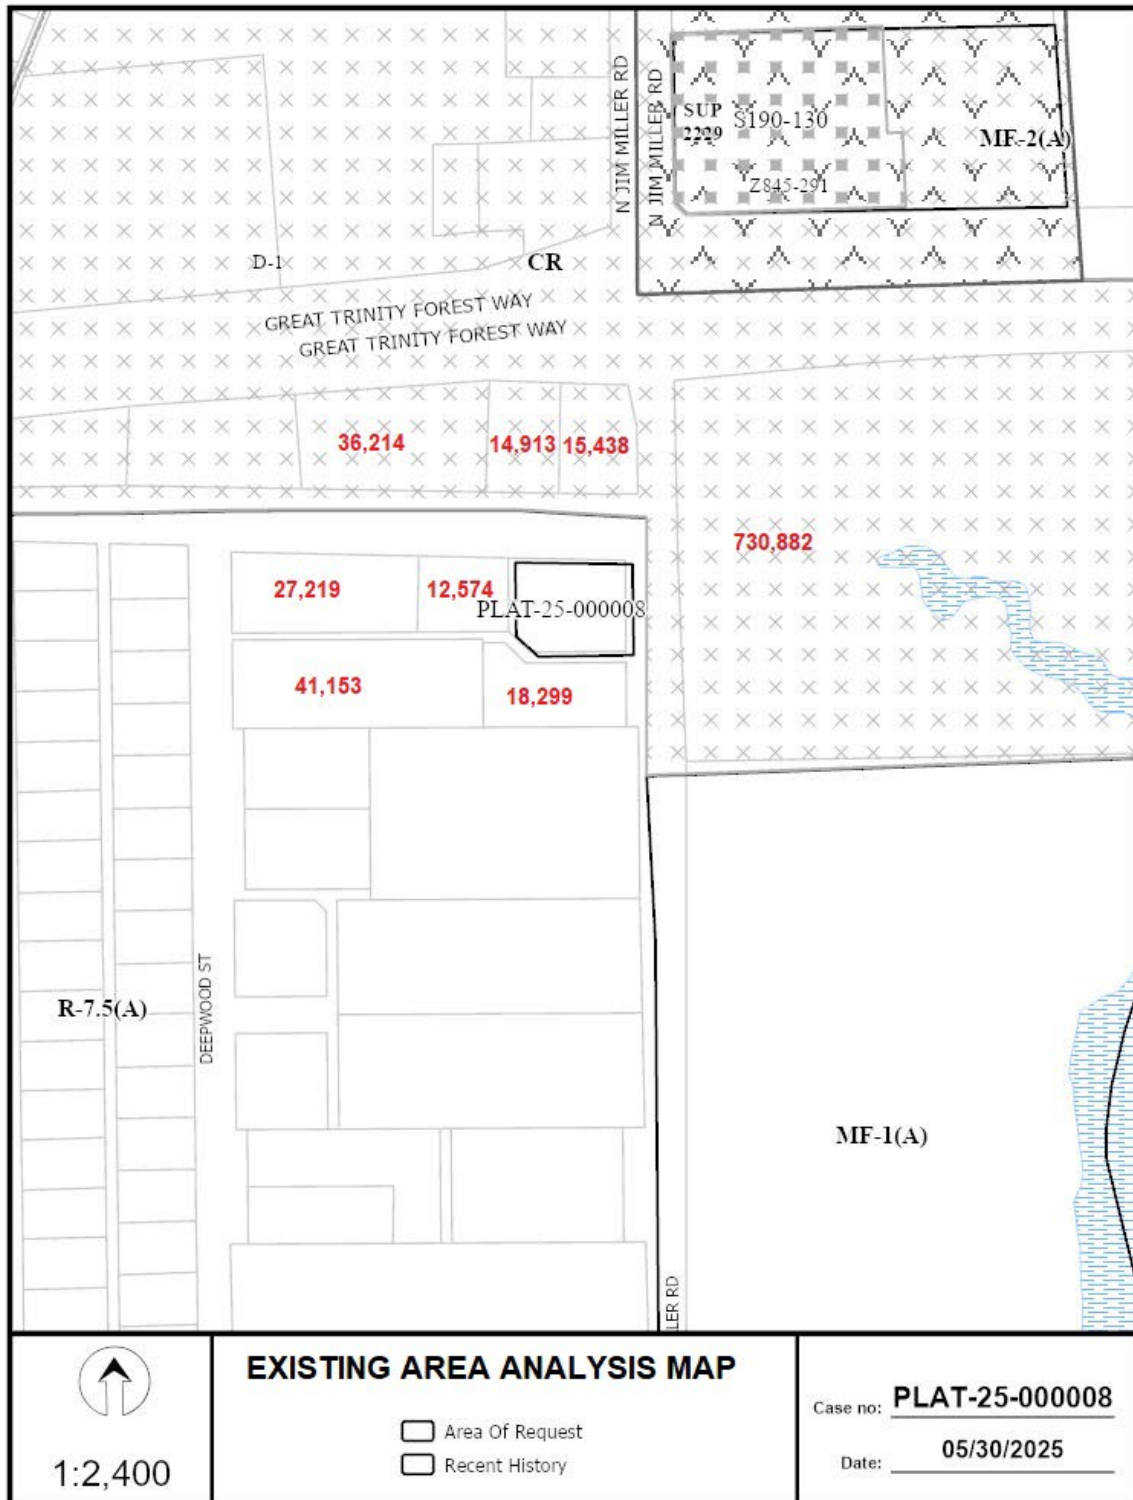 N JIM MILLER RD
N JIM MILLER RD
SUP
2229
S190-130
MF-2(A)
Z845-291
D-1
CR
GREAT TRINITY FOREST WAY
GREAT TRINITY FOREST WAY
36,214
14,913
15,438
730,882
27,219
12,574
PLAT-25-000008
41,153
18,299
DEEPWOOD ST
R-7.5(A)
MF-1(A)
LER RD
EXISTING AREA ANALYSIS MAP
Area Of Request
Recent History
1:2,400
Case no: PLAT-25-000008
Date: 05/30/2025